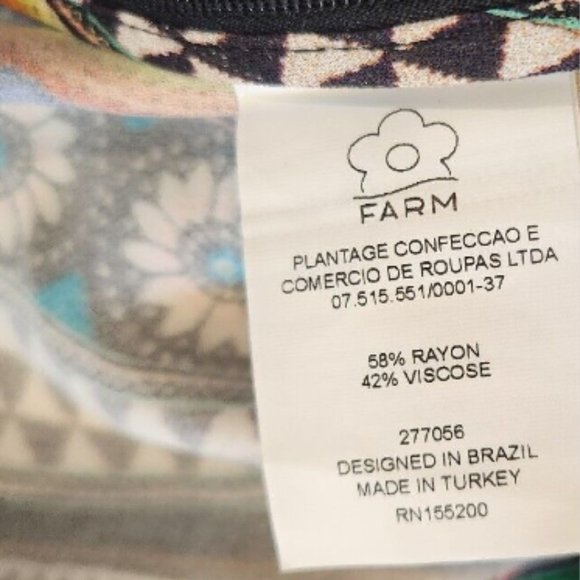 FARM
PLANTAGE CONFECCAO E
COMERCIO DE ROUPAS LTDA
07.515.551/0001-37
58% RAYON
42% VISCOSE
277056
DESIGNED IN BRAZIL
MADE IN TURKEY
RN155200